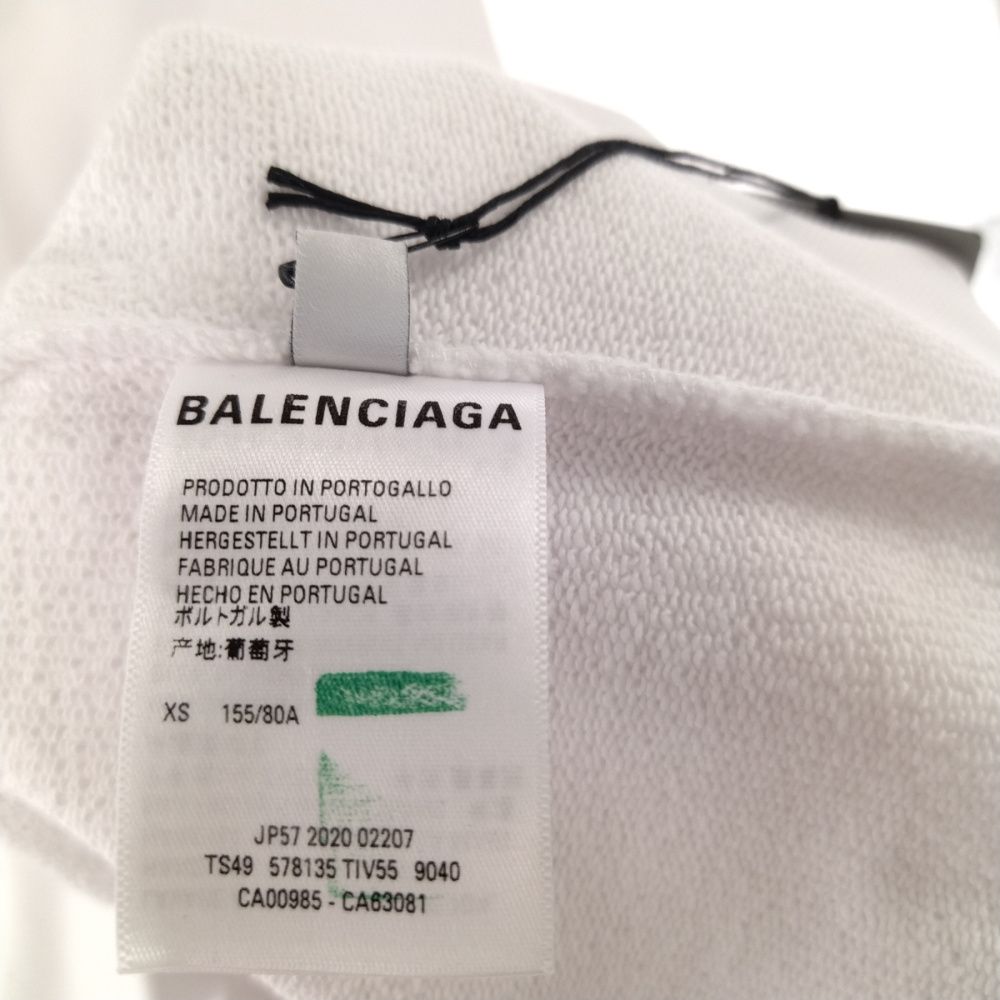 BALENCIAGA
PRODOTTO IN PORTOGALLO
MADE IN PORTUGAL
HERGESTELLT IN PORTUGAL
FABRIQUE AU PORTUGAL
HECHO EN PORTUGAL
ポルトガル製
产地:葡萄牙
XS 155/80A
JP57 2020 02207
TS49 578135 TIV55 9040
CA00985 - CA63081